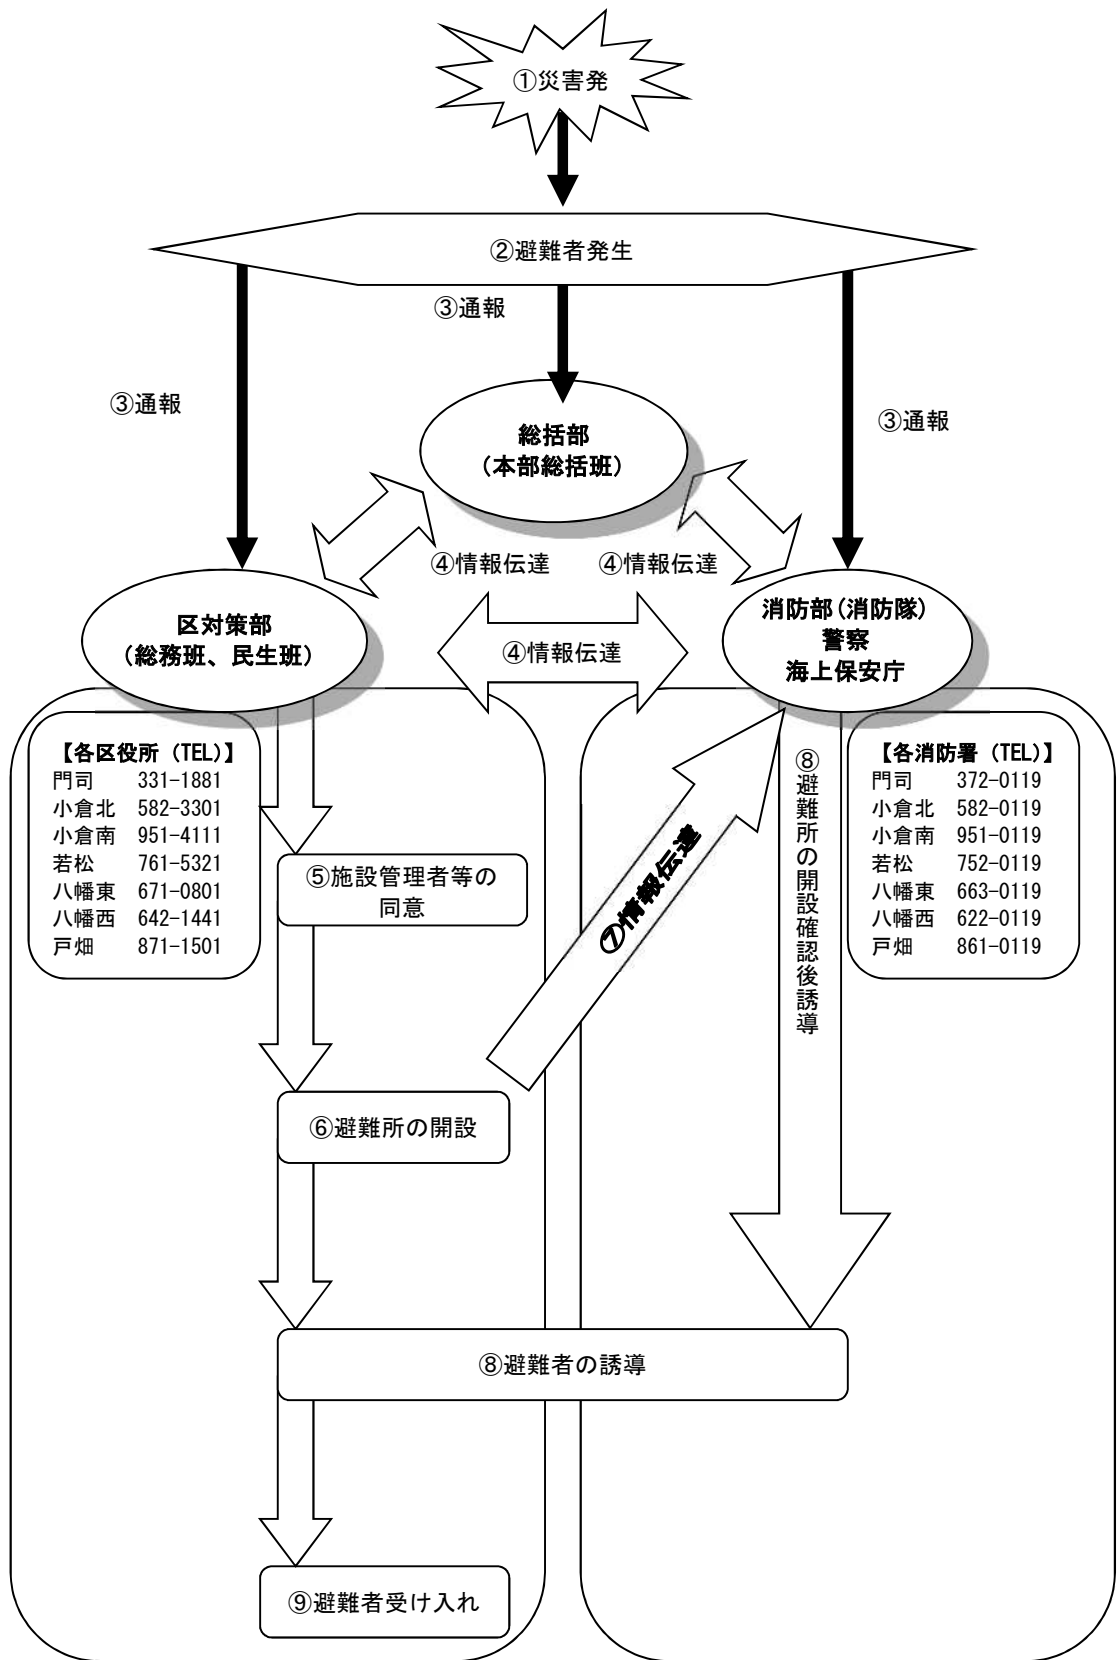 ①災害発
②避難者発生
③通報
③通報
③通報
総括部
（本部総括班）
④情報伝達
④情報伝達
区対策部
（総務班、民生班）
④情報伝達
消防部（消防隊）
警察
海上保安庁
【各区役所（TEL）】
門司 331-1881
小倉北 582-3301
小倉南 951-4111
若松 761-5321
八幡東 671-0801
八幡西 642-1441
戸畑 871-1501
⑤施設管理者等の
同意
⑥避難所の開設
⑦情報伝達
⑧避難所の開設確認後誘導
【各消防署（TEL）】
門司 372-0119
小倉北 582-0119
小倉南 951-0119
若松 752-0119
八幡東 663-0119
八幡西 622-0119
戸畑 861-0119
⑧避難者の誘導
⑨避難者受け入れ